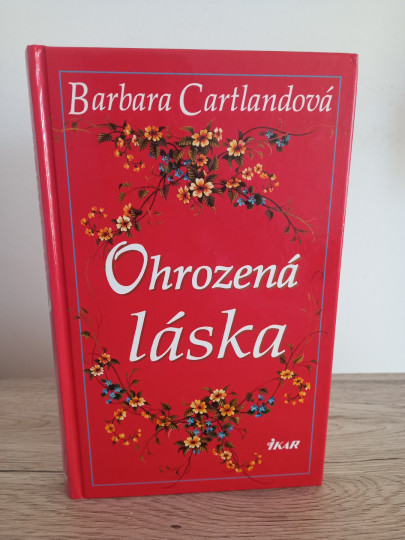 Barbara Cartlandová
Ohrozená
láska
IKAR